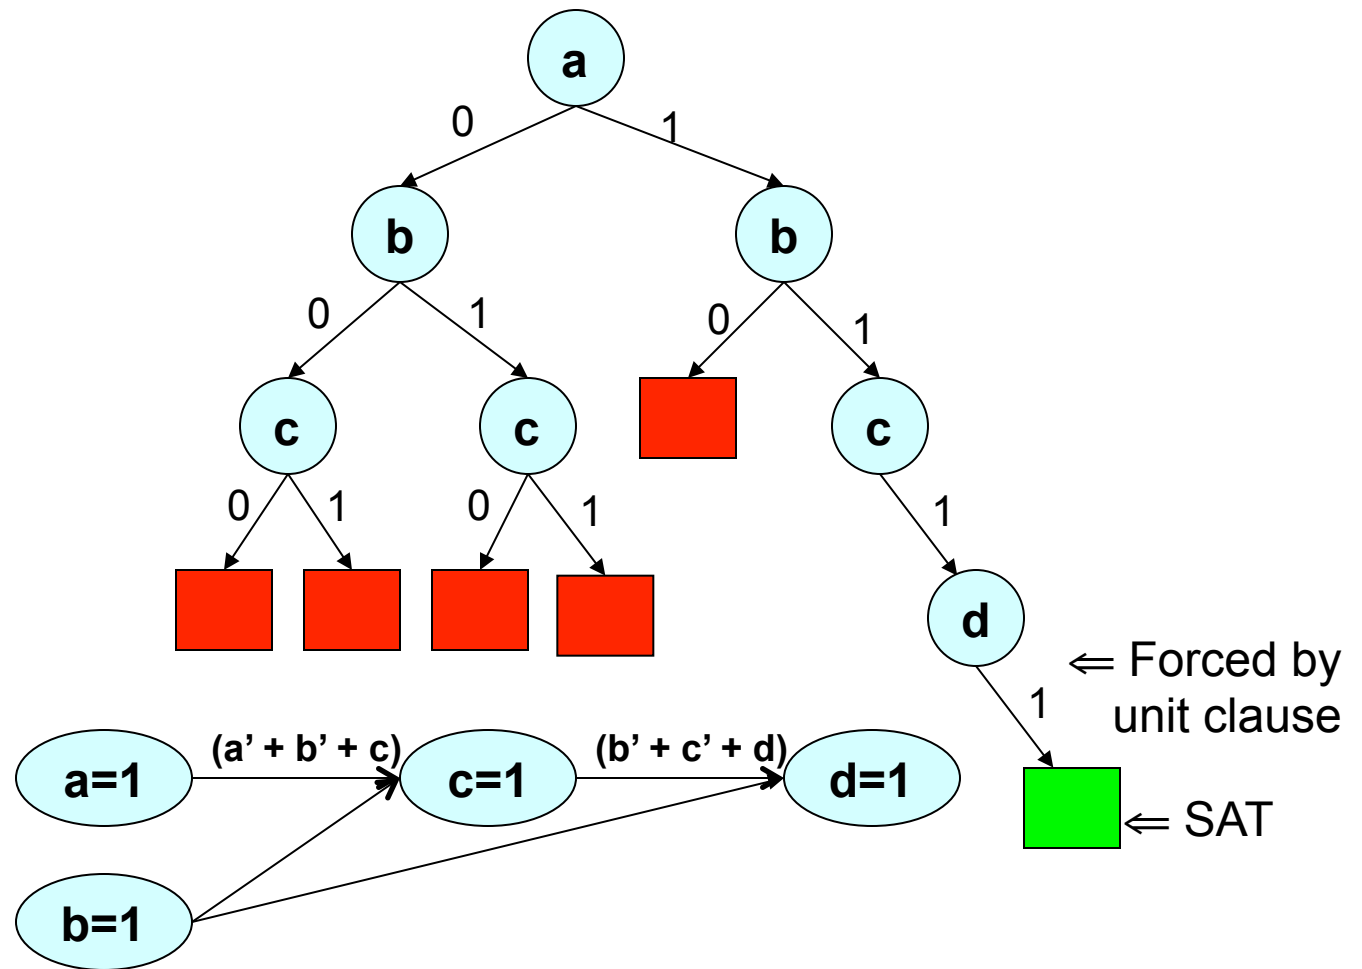 a
0 1
b b
0 1 0 1
c c c
0 1 0 1 1
d
⇐ Forced by
1 unit clause
(a’ + b’ + c) (b’ + c’ + d)
a=1 c=1 d=1
⇐ SAT
b=1